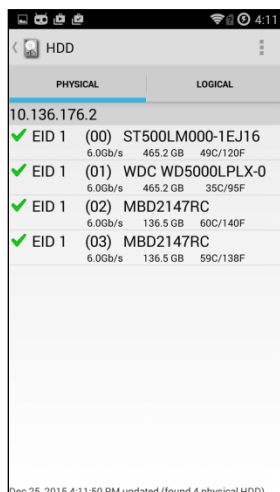 4:11
HDD
PHYSICAL LOGICAL
10.136.176.2
EID 1 (00) ST500LM000-1EJ16
6.0Gb/s 465.2 GB 49C/120F
EID 1 (01) WDC WD5000LPLX-0
6.0Gb/s 465.2 GB 35C/95F
EID 1 (02) MBD2147RC
6.0Gb/s 136.5 GB 60C/140F
EID 1 (03) MBD2147RC
6.0Gb/s 136.5 GB 59C/138F
Dec 25, 2015 4:11:50 PM updated (found 4 physical HDD)